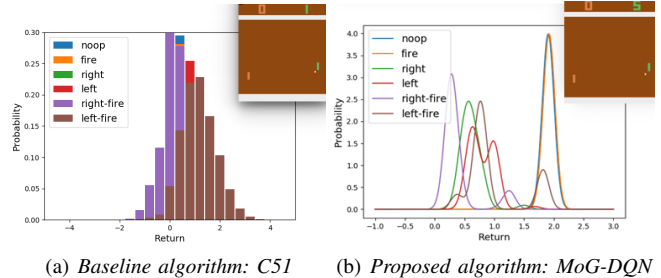 0 1
0.30
0.25
0.20
0.15
0.10
0.05
0.00
Probability
noop
fire
right
left
right-fire
left-fire
-4 -2 0 2 4
Return
(a) Baseline algorithm: C51
0 5
4.0
3.5
3.0
2.5
2.0
1.5
1.0
0.5
0.0
Probability
noop
fire
right
left
right-fire
left-fire
-1.0 -0.5 0.0 0.5 1.0 1.5 2.0 2.5 3.0
Return
(b) Proposed algorithm: MoG-DQN